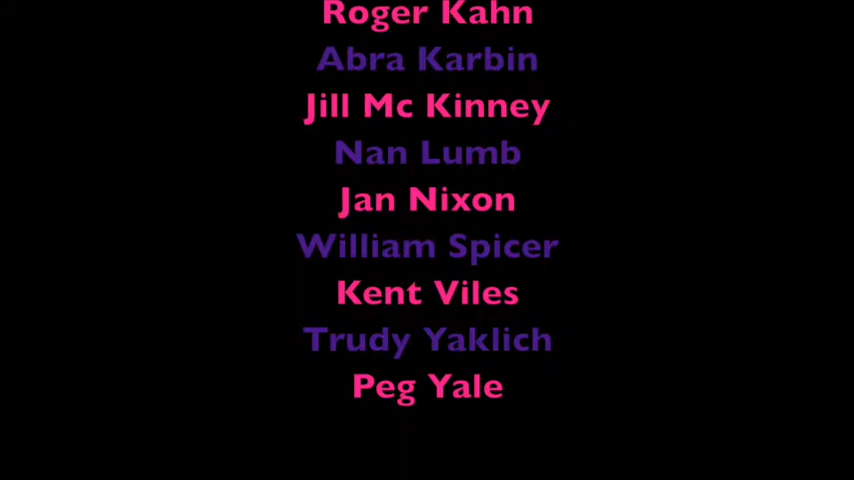 Roger Kahn
Abra Karbin
Jill Mc Kinney
Nan Lumb
Jan Nixon
William Spicer
Kent Viles
Trudy Yaklich
Peg Yale